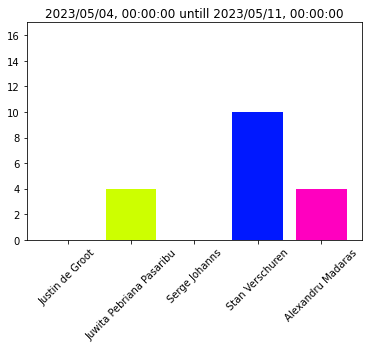 2023/05/04, 00:00:00 untill 2023/05/11, 00:00:00
16
14
12
10
8
6
4
2
0
Justin de Groot
Juwita Pebriana Pasaribu
Serge Johanns
Stan Verschuren
Alexandru Madaras